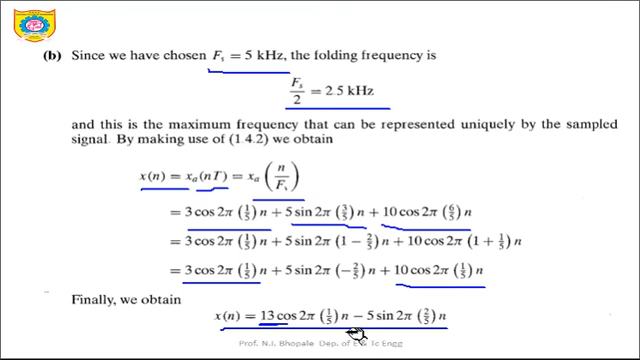 (b) Since we have chosen F_s = 5 kHz, the folding frequency is
F_s/2 = 2.5 kHz
and this is the maximum frequency that can be represented uniquely by the sampled
signal. By making use of (1 4.2) we obtain
x(n) = x_a(nT) = x_a(n/F_s)
= 3 cos 2π (1/5) n + 5 sin 2π (3/5) n + 10 cos 2π (6/5) n
= 3 cos 2π (1/5) n + 5 sin 2π (1 − 2/5) n + 10 cos 2π (1 + 1/5) n
= 3 cos 2π (1/5) n + 5 sin 2π (−2/5) n + 10 cos 2π (1/5) n
Finally, we obtain
x(n) = 13 cos 2π (1/5) n − 5 sin 2π (2/5) n
Prof. N.I. Bhopale Dep. of E & Tc Engg